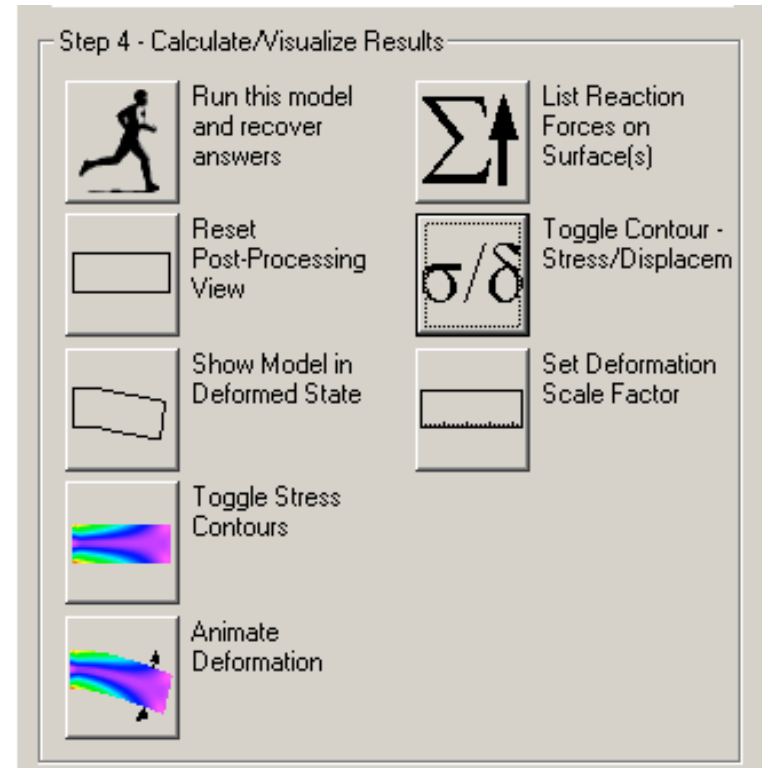 Step 4 - Calculate/Visualize Results
Run this model
and recover
answers
List Reaction
Forces on
Surface(s)
Σ
Reset
Post-Processing
View
σ/δ
Toggle Contour -
Stress/Displacem
Show Model in
Deformed State
Set Deformation
Scale Factor
Toggle Stress
Contours
Animate
Deformation